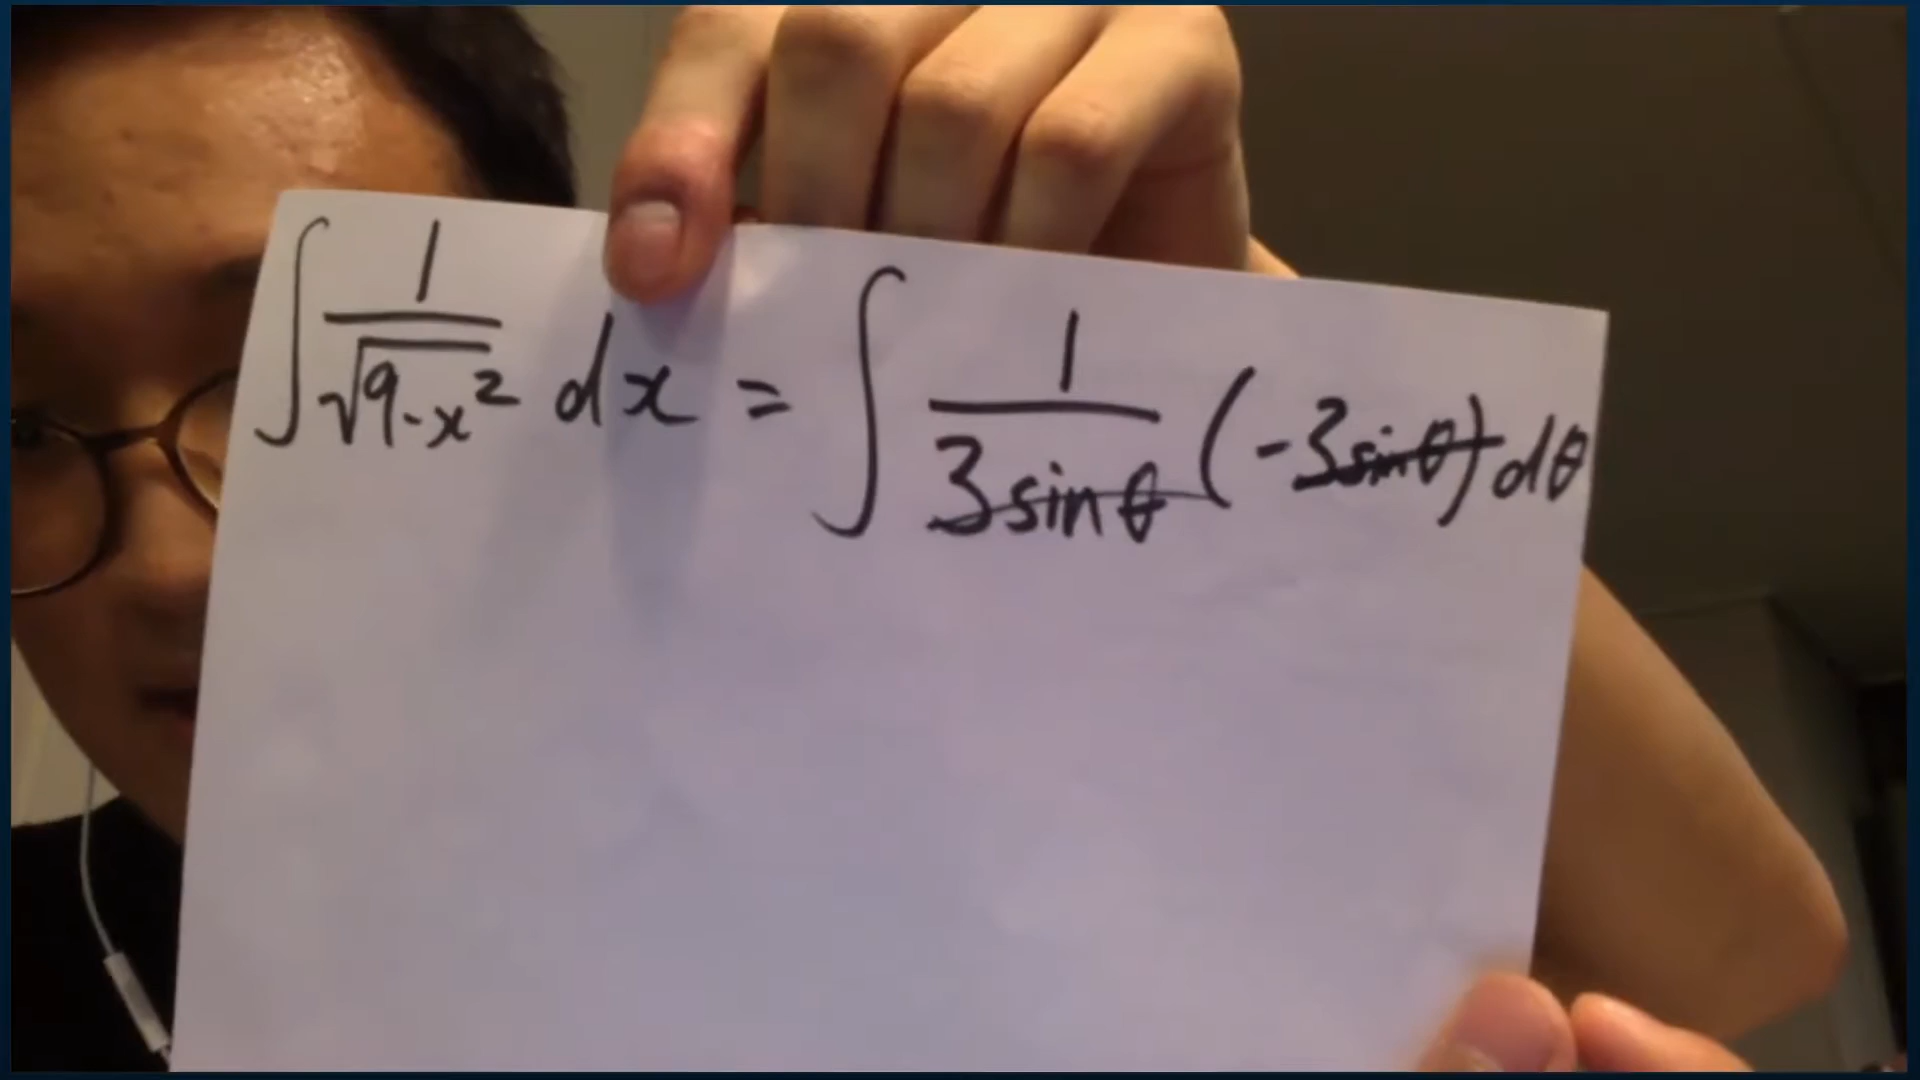 ∫ 1/√(9-x²) dx = ∫ 1/(3sinθ) (-3sinθ) dθ